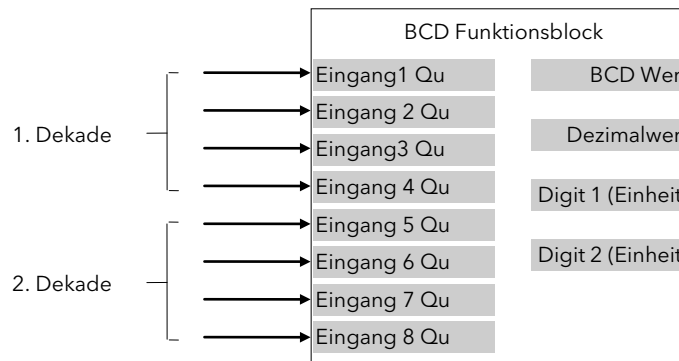 BCD Funktionsblock
Eingang1 Qu
BCD Wer
Eingang 2 Qu
1. Dekade
Eingang3 Qu
Dezimalwer
Eingang 4 Qu
Digit 1 (Einheit
Eingang 5 Qu
Eingang 6 Qu
Digit 2 (Einheit
2. Dekade
Eingang 7 Qu
Eingang 8 Qu